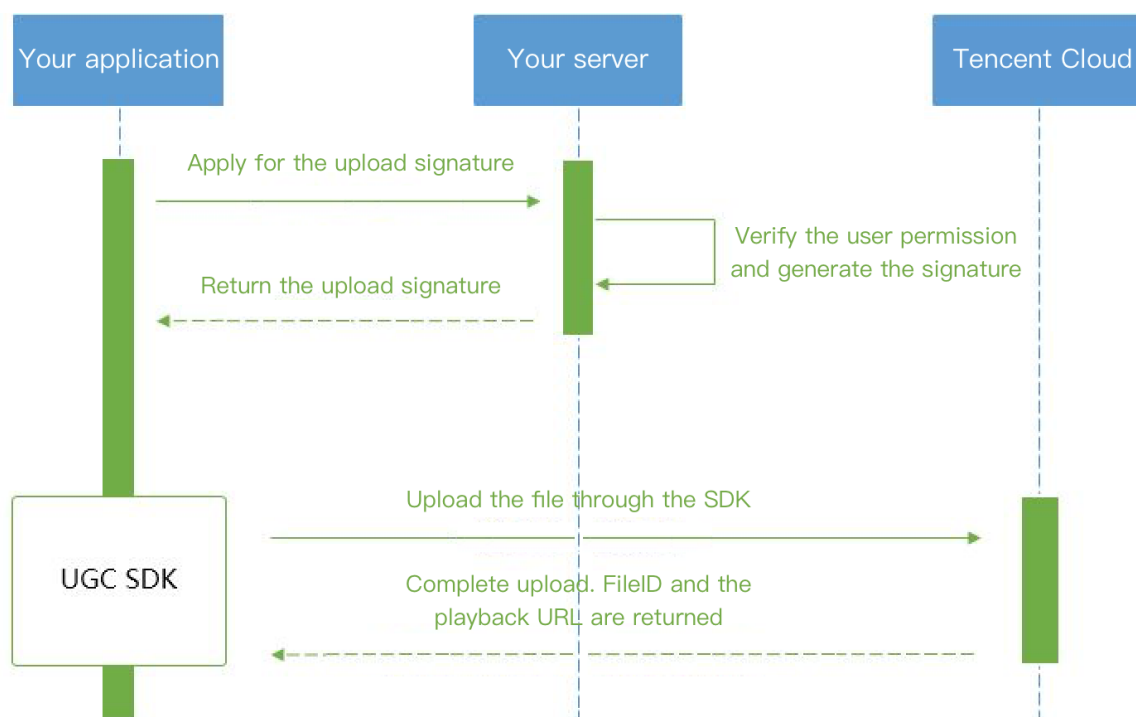 Your application
Your server
Tencent Cloud
Apply for the upload signature
Verify the user permission
and generate the signature
Return the upload signature
Upload the file through the SDK
UGC SDK
Complete upload. FileID and the
playback URL are returned